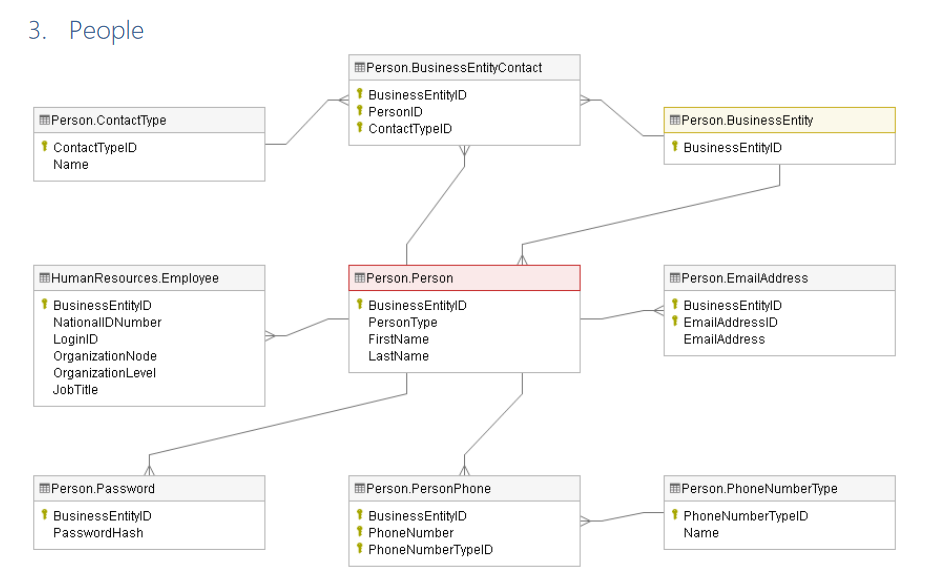 3. People
Person.BusinessEntityContact
BusinessEntityID
PersonID
ContactTypeID
Person.ContactType
ContactTypeID
Name
Person.BusinessEntity
BusinessEntityID
HumanResources.Employee
BusinessEntityID
NationalIDNumber
LoginID
OrganizationNode
OrganizationLevel
JobTitle
Person.Person
BusinessEntityID
PersonType
FirstName
LastName
Person.EmailAddress
BusinessEntityID
EmailAddressID
EmailAddress
Person.Password
BusinessEntityID
PasswordHash
Person.PersonPhone
BusinessEntityID
PhoneNumber
PhoneNumberTypeID
Person.PhoneNumberType
PhoneNumberTypeID
Name